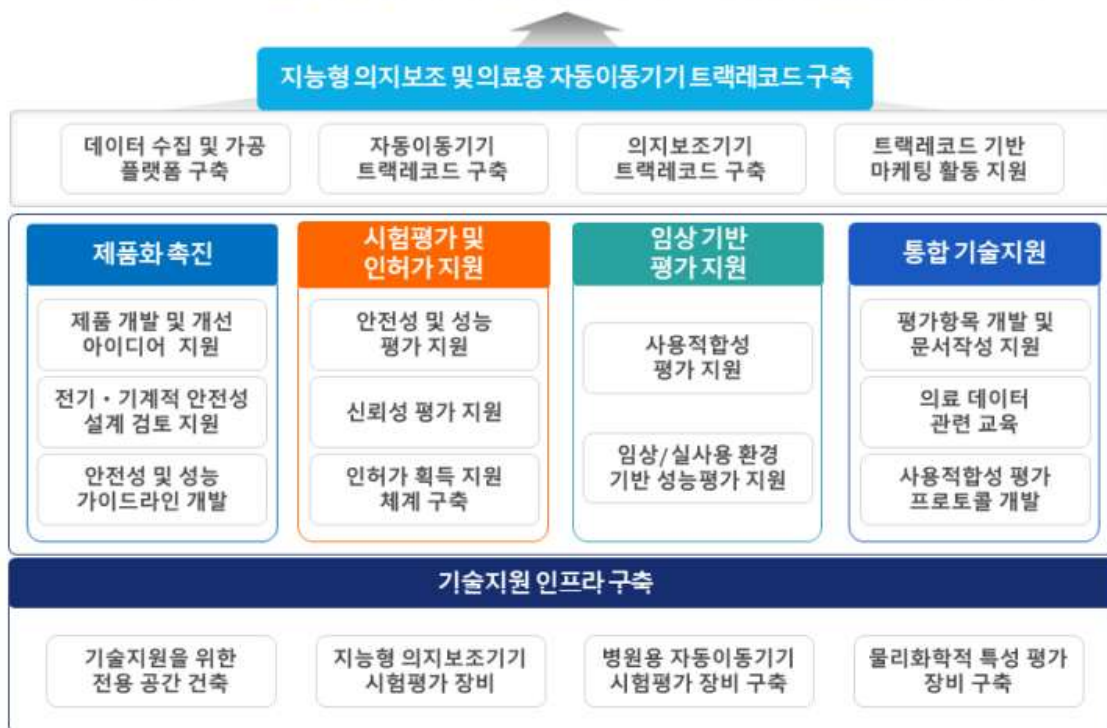 지능형 의지보조 및 의료용 자동이동기기 트랙레코드 구축
데이터 수집 및 가공
플랫폼 구축
자동이동기기
트랙레코드 구축
의지보조기기
트랙레코드 구축
트랙레코드 기반
마케팅 활동 지원
제품화 촉진
제품 개발 및 개선
아이디어 지원
전기・기계적 안전성
설계 검토 지원
안전성 및 성능
가이드라인 개발
시험평가 및
인허가 지원
안전성 및 성능
평가 지원
신뢰성 평가 지원
인허가 획득 지원
체계 구축
임상 기반
평가 지원
사용적합성
평가 지원
임상/실사용 환경
기반 성능평가 지원
통합 기술지원
평가항목 개발 및
문서작성 지원
의료 데이터
관련 교육
사용적합성 평가
프로토콜 개발
기술지원 인프라 구축
기술지원을 위한
전용 공간 건축
지능형 의지보조기기
시험평가 장비
병원용 자동이동기기
시험평가 장비 구축
물리화학적 특성 평가
장비 구축